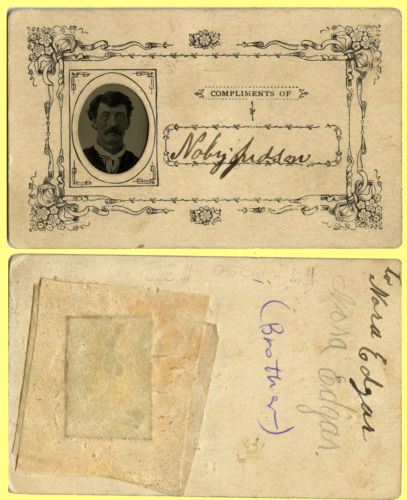 COMPLIMENTS OF
Noby Judson
to Nora Edgar
Nora Edgar
(Brother)